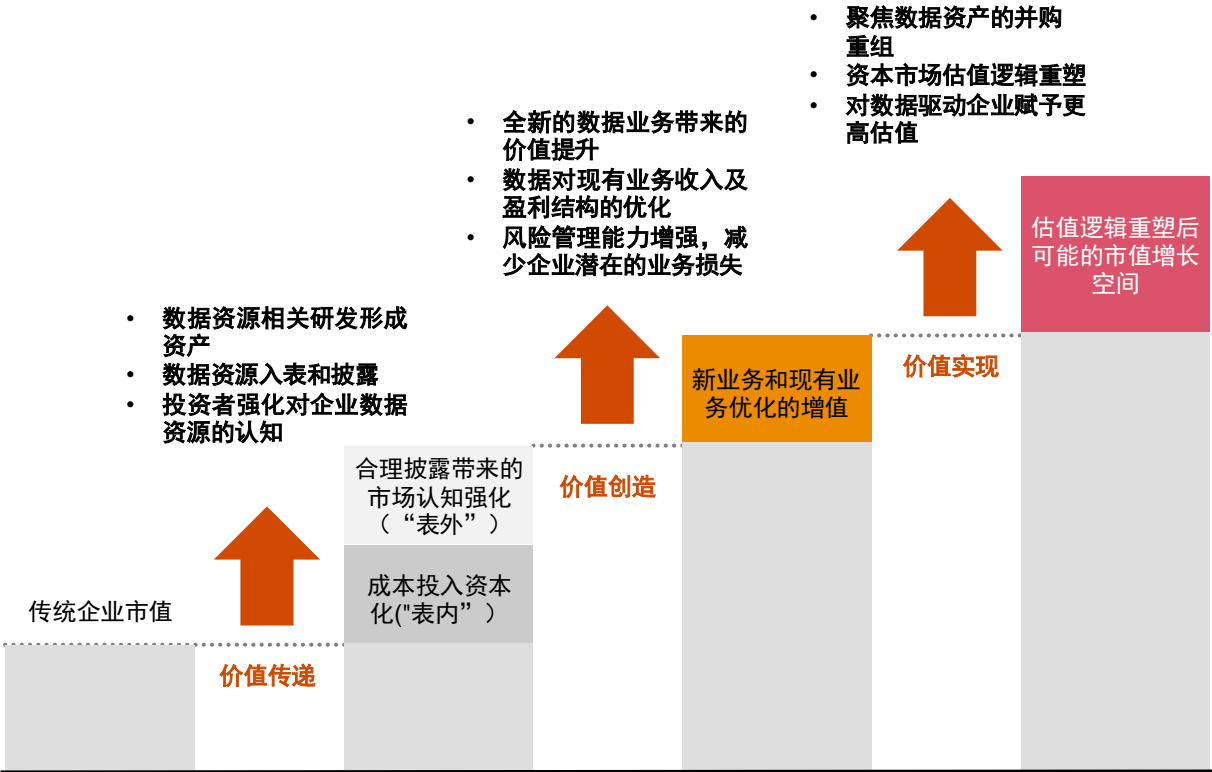 • 聚焦数据资产的并购
重组
• 资本市场估值逻辑重塑
• 对数据驱动企业赋予更
高估值
• 全新的数据业务带来的
价值提升
• 数据对现有业务收入及
盈利结构的优化
• 风险管理能力增强，减
少企业潜在的业务损失
• 数据资源相关研发形成
资产
• 数据资源入表和披露
• 投资者强化对企业数据
资源的认知
传统企业市值
价值传递
合理披露带来的
市场认知强化
（“表外”）
成本投入资本
化("表内”）
价值创造
新业务和现有业
务优化的增值
价值实现
估值逻辑重塑后
可能的市值增长
空间